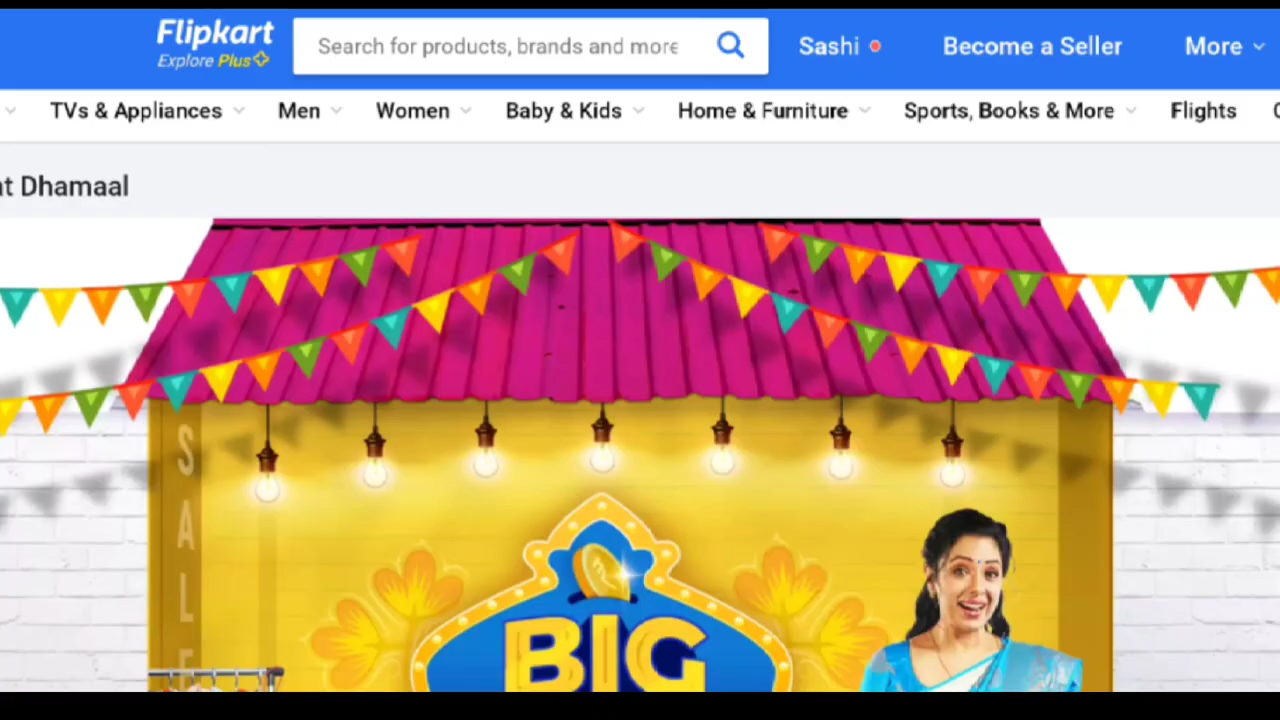 Flipkart
Explore Plus
Search for products, brands and more
Sashi
Become a Seller
More
TVs & Appliances
Men
Women
Baby & Kids
Home & Furniture
Sports, Books & More
Flights
Dhamaal
SALE
BIG